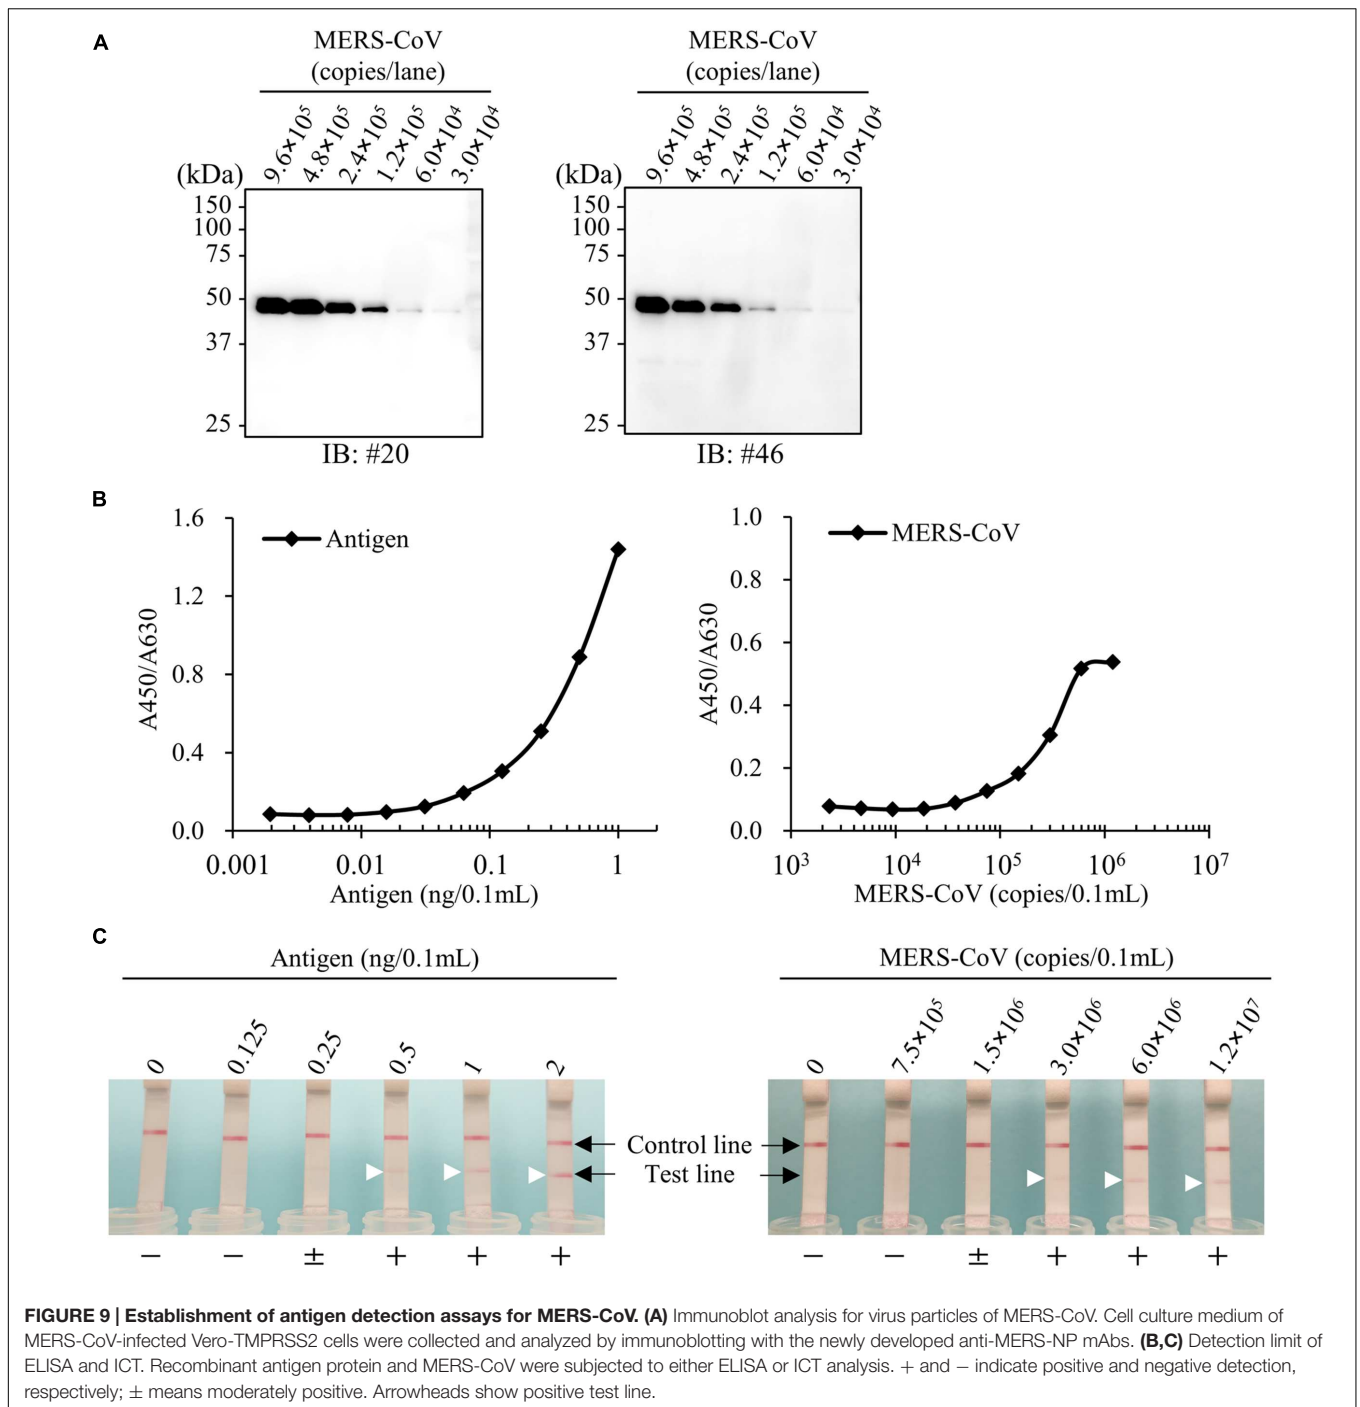 A
MERS-CoV
(copies/lane)
9.6×10⁵ 4.8×10⁵ 2.4×10⁵ 1.2×10⁵ 6.0×10⁴ 3.0×10⁴
(kDa)
150
100
75
50
37
25
IB: #20
MERS-CoV
(copies/lane)
9.6×10⁵ 4.8×10⁵ 2.4×10⁵ 1.2×10⁵ 6.0×10⁴ 3.0×10⁴
(kDa)
150
100
75
50
37
25
IB: #46
B
1.6
1.2
0.8
0.4
0.0
A450/A630
Antigen
0.001 0.01 0.1 1
Antigen (ng/0.1mL)
1.0
0.8
0.6
0.4
0.2
0.0
A450/A630
MERS-CoV
10³ 10⁴ 10⁵ 10⁶ 10⁷
MERS-CoV (copies/0.1mL)
C
Antigen (ng/0.1mL)
0 0.125 0.25 0.5 1 2
− − ± + + +
Control line
Test line
MERS-CoV (copies/0.1mL)
0 7.5×10⁵ 1.5×10⁶ 3.0×10⁶ 6.0×10⁶ 1.2×10⁷
− − ± + + +
FIGURE 9 | Establishment of antigen detection assays for MERS-CoV. (A) Immunoblot analysis for virus particles of MERS-CoV. Cell culture medium of
MERS-CoV-infected Vero-TMPRSS2 cells were collected and analyzed by immunoblotting with the newly developed anti-MERS-NP mAbs. (B,C) Detection limit of
ELISA and ICT. Recombinant antigen protein and MERS-CoV were subjected to either ELISA or ICT analysis. + and − indicate positive and negative detection,
respectively; ± means moderately positive. Arrowheads show positive test line.